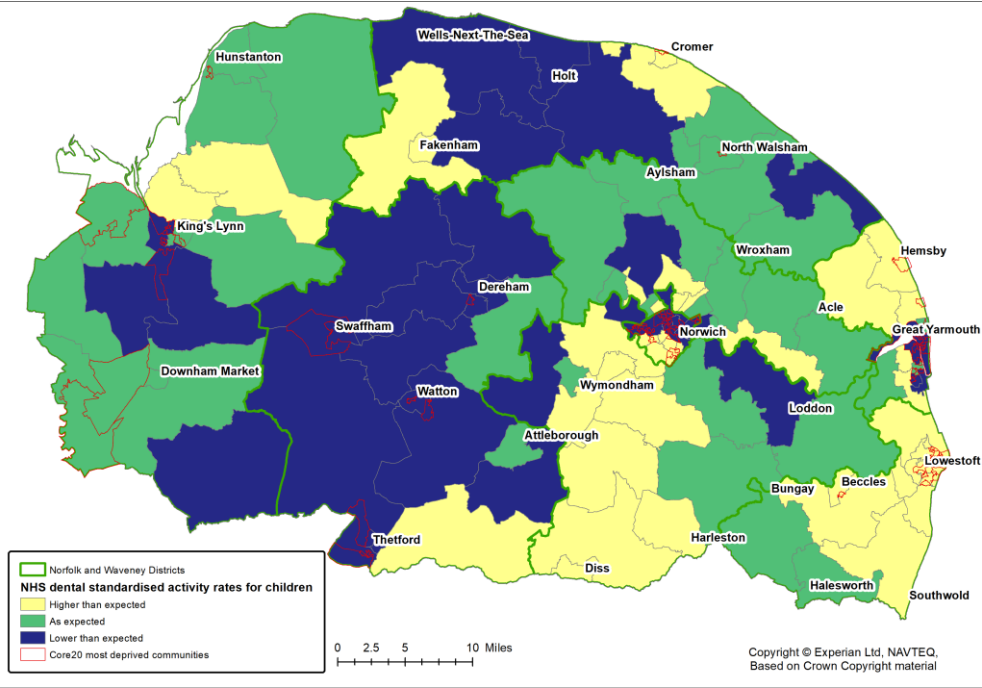 Wells-Next-The-Sea
Cromer
Hunstanton
Holt
Fakenham
North Walsham
Aylsham
King's Lynn
Wroxham
Hemsby
Dereham
Acle
Swaffham
Norwich
Great Yarmouth
Downham Market
Wymondham
Watton
Loddon
Attleborough
Lowestoft
Beccles
Bungay
Thetford
Harleston
Diss
Halesworth
Southwold
Norfolk and Waveney Districts
NHS dental standardised activity rates for children
Higher than expected
As expected
Lower than expected
Core20 most deprived communities
0 2.5 5 10 Miles
Copyright © Experian Ltd, NAVTEQ,
Based on Crown Copyright material